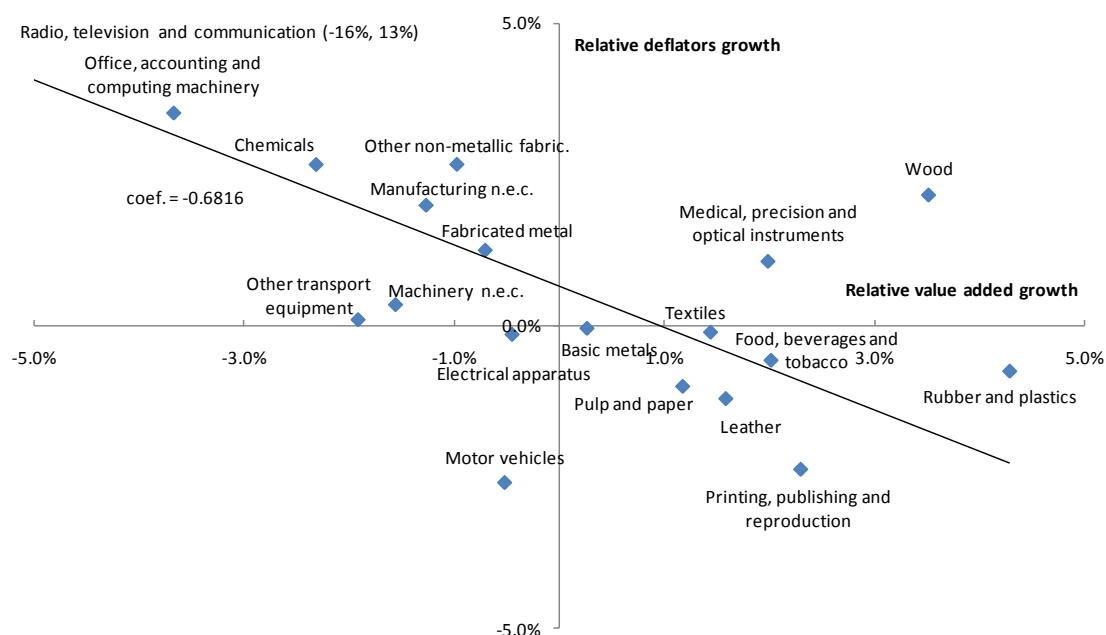 5.0%
Radio, television and communication (-16%, 13%)
Relative deflators growth
Office, accounting and
computing machinery
Chemicals
Other non-metallic fabric.
Wood
Manufacturing n.e.c.
coef. = -0.6816
Medical, precision and
optical instruments
Fabricated metal
Other transport
equipment
Machinery n.e.c.
Relative value added growth
Textiles
0.0%
Food, beverages and
tobacco
-5.0%
-3.0%
-1.0%
1.0%
3.0%
5.0%
Basic metals
Electrical apparatus
Pulp and paper
Rubber and plastics
Leather
Motor vehicles
Printing, publishing and
reproduction
-5.0%